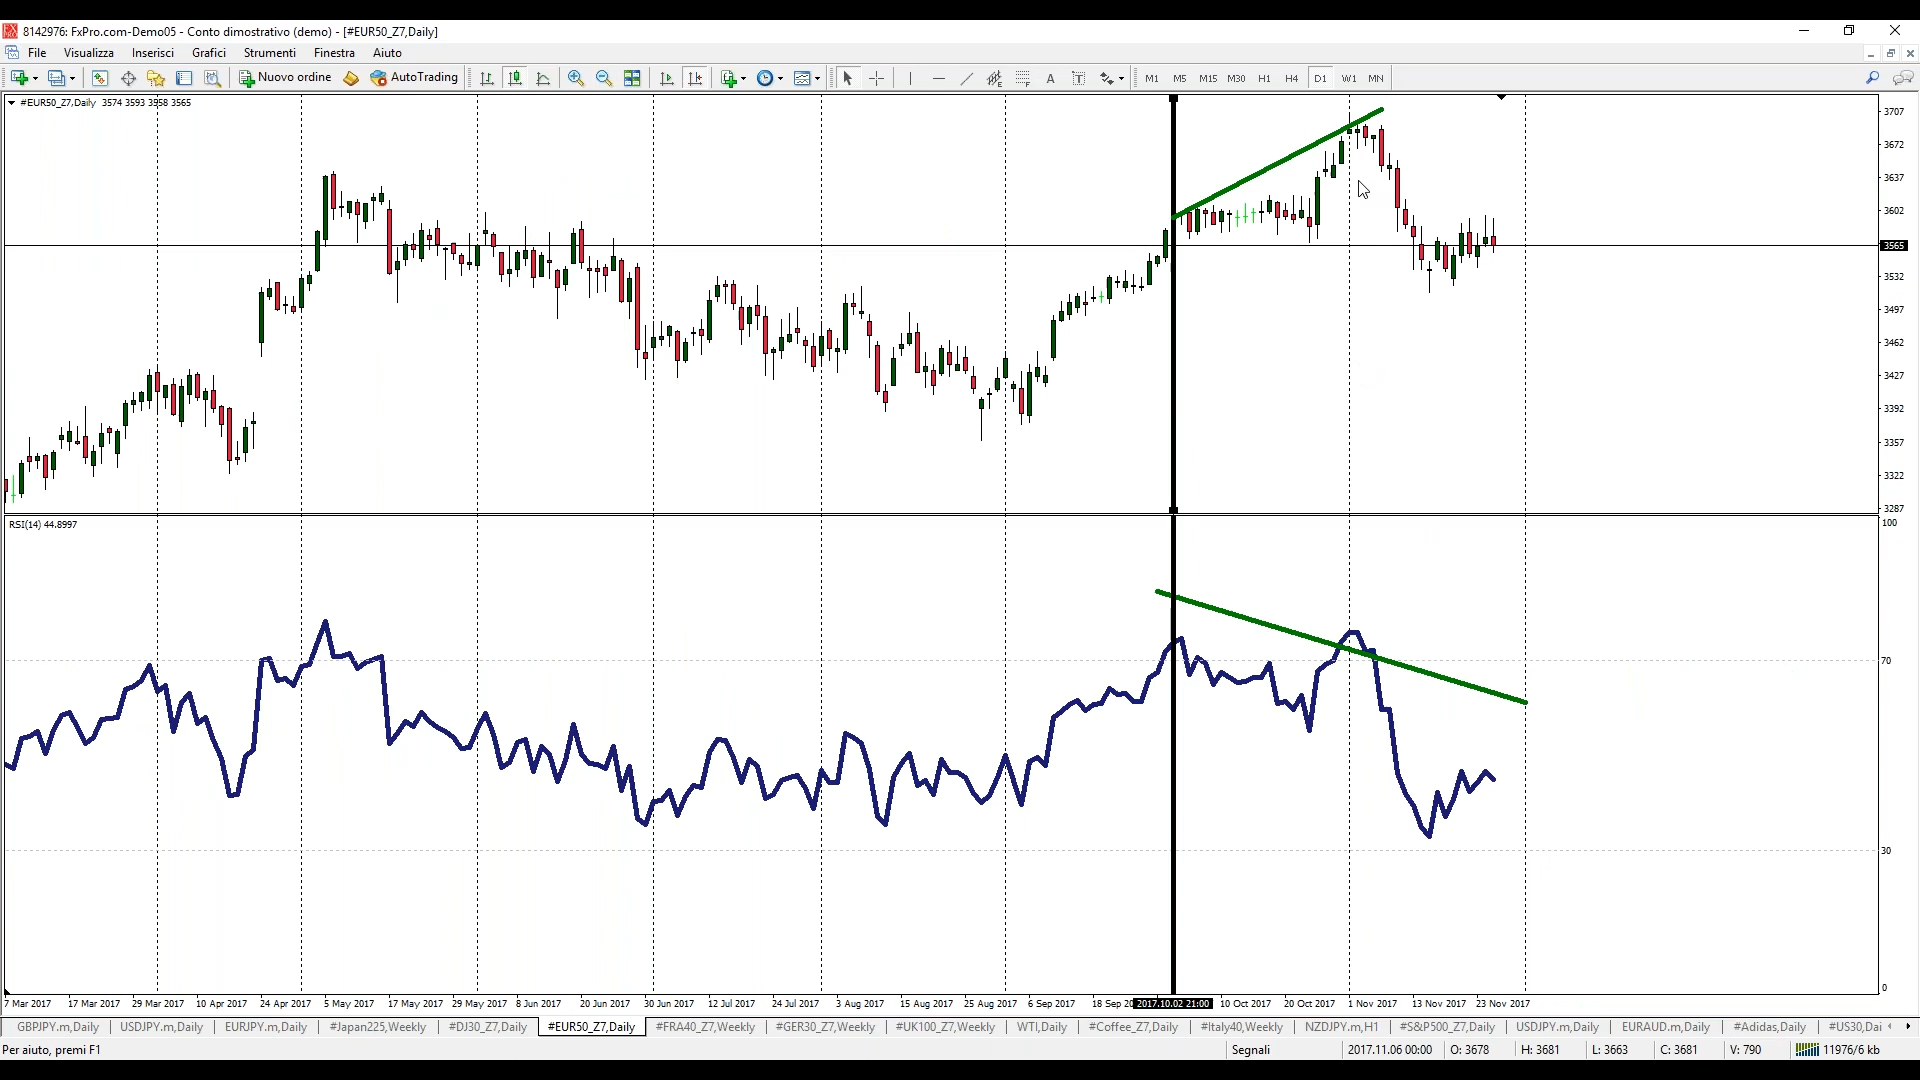 8142976: FxPro.com-Demo05 - Conto dimostrativo (demo) - [#EUR50_Z7,Daily]
File Visualizza Inserisci Grafici Strumenti Finestra Aiuto
Nuovo ordine AutoTrading A T M1 M5 M15 M30 H1 H4 D1 W1 MN
#EUR50_Z7,Daily 3574 3593 3558 3565
3707
3672
3637
3602
3565
3532
3497
3462
3427
3392
3357
3322
3287
RSI(14) 44.8997
100
70
30
0
7 Mar 2017 17 Mar 2017 29 Mar 2017 10 Apr 2017 24 Apr 2017 5 May 2017 17 May 2017 29 May 2017 8 Jun 2017 20 Jun 2017 30 Jun 2017 12 Jul 2017 24 Jul 2017 3 Aug 2017 15 Aug 2017 25 Aug 2017 6 Sep 2017 18 Sep 20 2017.10.02 21:00 10 Oct 2017 20 Oct 2017 1 Nov 2017 13 Nov 2017 23 Nov 2017
GBPJPY.m,Daily USDJPY.m,Daily EURJPY.m,Daily #Japan225,Weekly #DJ30_Z7,Daily #EUR50_Z7,Daily #FRA40_Z7,Weekly #GER30_Z7,Weekly #UK100_Z7,Weekly WTI,Daily #Coffee_Z7,Daily #Italy40,Weekly NZDJPY.m,H1 #S&P500_Z7,Daily USDJPY.m,Daily EURAUD.m,Daily #Adidas,Daily #US30,Dai
Per aiuto, premi F1 Segnali 2017.11.06 00:00 O: 3678 H: 3681 L: 3663 C: 3681 V: 790 11976/6 kb